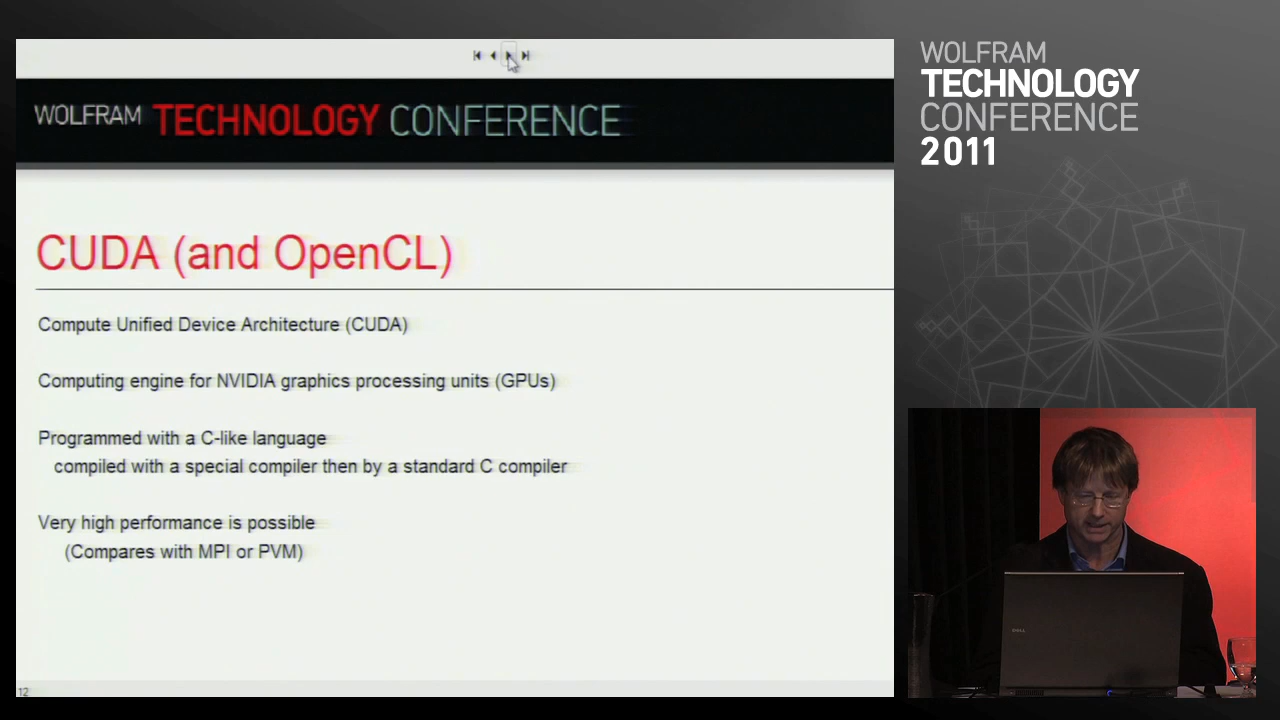 WOLFRAM TECHNOLOGY CONFERENCE
CUDA (and OpenCL)
Compute Unified Device Architecture (CUDA)
Computing engine for NVIDIA graphics processing units (GPUs)
Programmed with a C-like language
compiled with a special compiler then by a standard C compiler
Very high performance is possible
(Compares with MPI or PVM)
12
WOLFRAM
TECHNOLOGY
CONFERENCE
2011
DELL